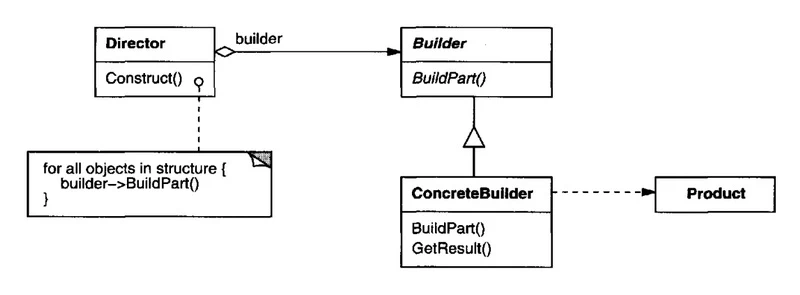 Director
builder
Builder
Construct()
BuildPart()
for all objects in structure {
builder->BuildPart()
}
ConcreteBuilder
Product
BuildPart()
GetResult()